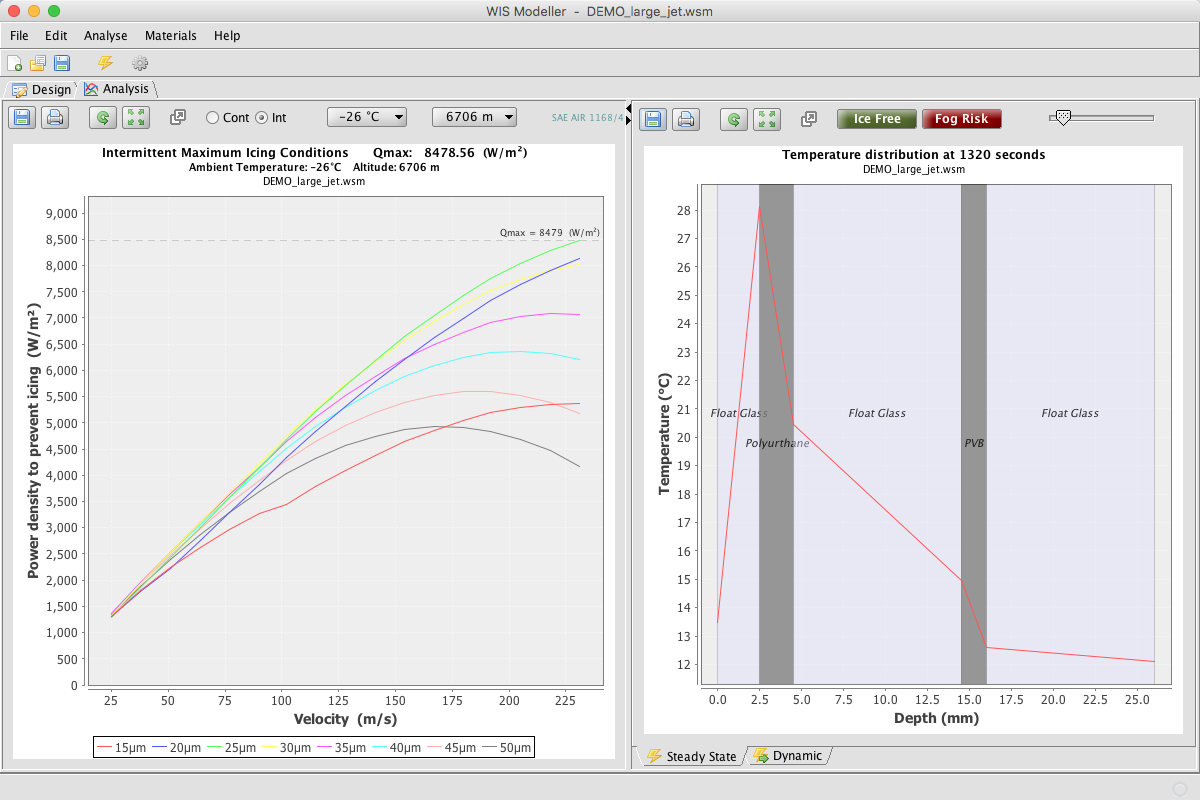 WIS Modeller - DEMO_large_jet.wsm
File Edit Analyse Materials Help
Design Analysis
Cont Int -26 °C 6706 m SAE AIR 1168/4
Intermittent Maximum Icing Conditions Qmax: 8478.56 (W/m²)
Ambient Temperature: -26°C Altitude: 6706 m
DEMO_large_jet.wsm
Power density to prevent icing (W/m²)
9,000
8,500
8,000
7,500
7,000
6,500
6,000
5,500
5,000
4,500
4,000
3,500
3,000
2,500
2,000
1,500
1,000
500
0
Qmax = 8479 (W/m²)
25 50 75 100 125 150 175 200 225
Velocity (m/s)
15µm 20µm 25µm 30µm 35µm 40µm 45µm 50µm
Ice Free Fog Risk
Temperature distribution at 1320 seconds
DEMO_large_jet.wsm
Temperature (°C)
28
27
26
25
24
23
22
21
20
19
18
17
16
15
14
13
12
Float Glass Float Glass Float Glass
Polyurthane PVB
0.0 2.5 5.0 7.5 10.0 12.5 15.0 17.5 20.0 22.5 25.0
Depth (mm)
Steady State Dynamic